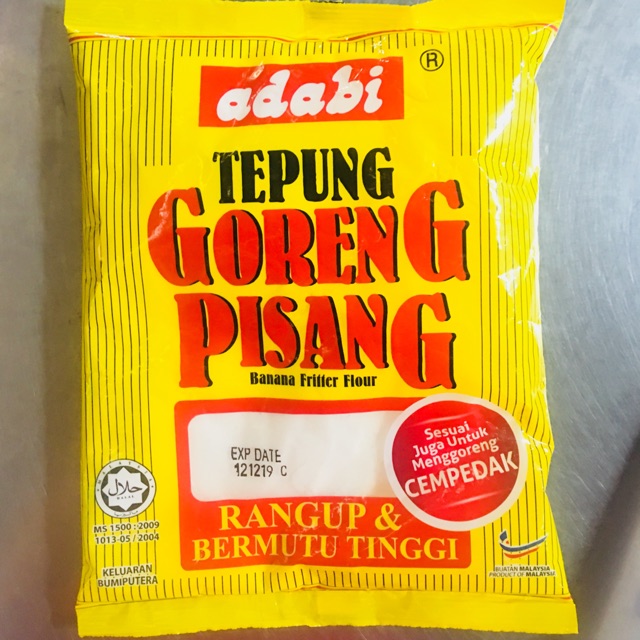 adabi ®
TEPUNG
GORENG
PISANG
Banana Fritter Flour
EXP DATE
121219 C
Sesuai
Juga Untuk
Menggoreng
CEMPEDAK
RANGUP &
BERMUTU TINGGI
حلال
MS 1500 : 2009
1013-05 / 2004
KELUARAN
BUMIPUTERA
BUATAN MALAYSIA
PRODUCT OF MALAYSIA